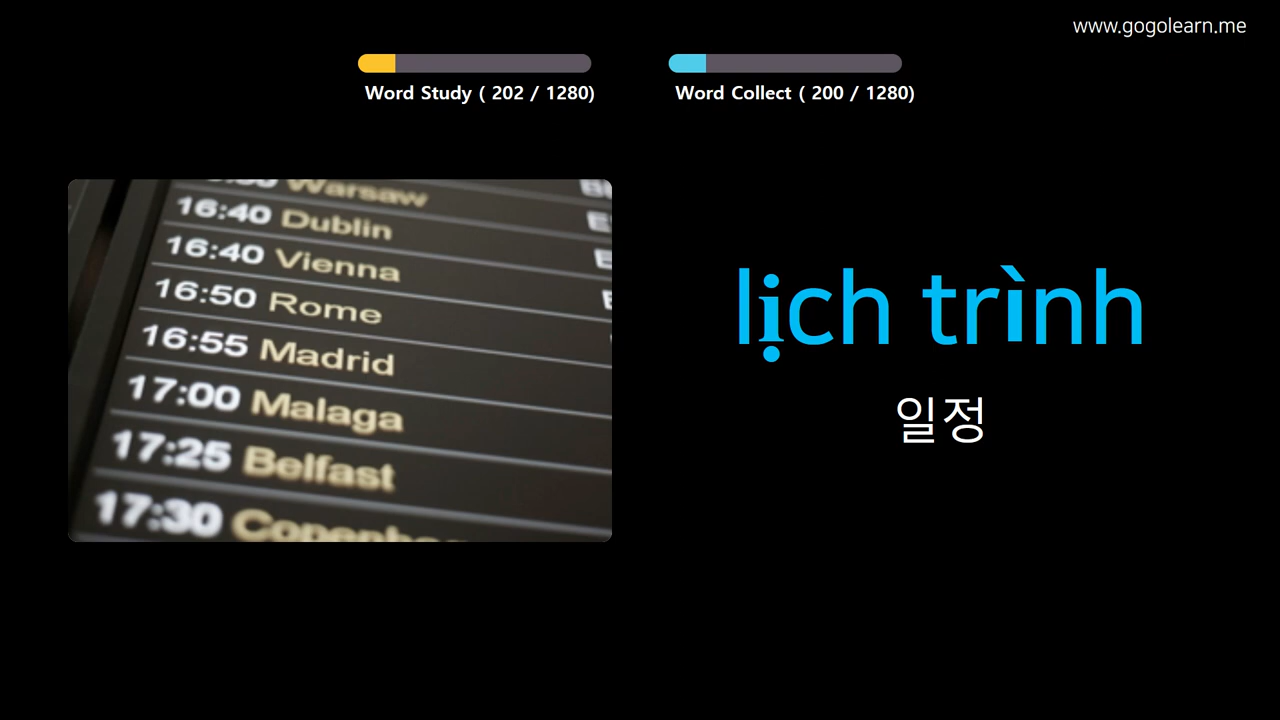 www.gogolearn.me
Word Study ( 202 / 1280)
Word Collect ( 200 / 1280)
Warsaw
16:40 Dublin
16:40 Vienna
16:50 Rome
16:55 Madrid
17:00 Malaga
17:25 Belfast
17:30
lịch trình
일정